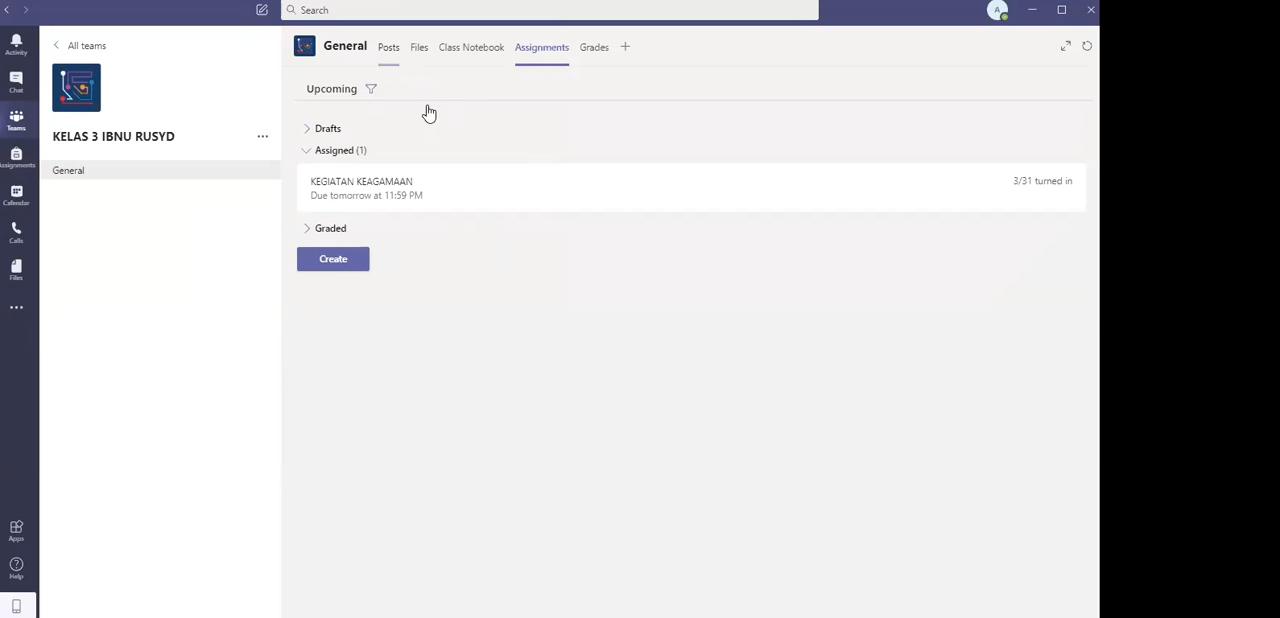 Search
A
Activity
Chat
Teams
Assignments
Calendar
Calls
Files
Apps
Help
All teams
KELAS 3 IBNU RUSYD
General
General Posts Files Class Notebook Assignments Grades
Upcoming
Drafts
Assigned (1)
KEGIATAN KEAGAMAAN
3/31 turned in
Due tomorrow at 11:59 PM
Graded
Create